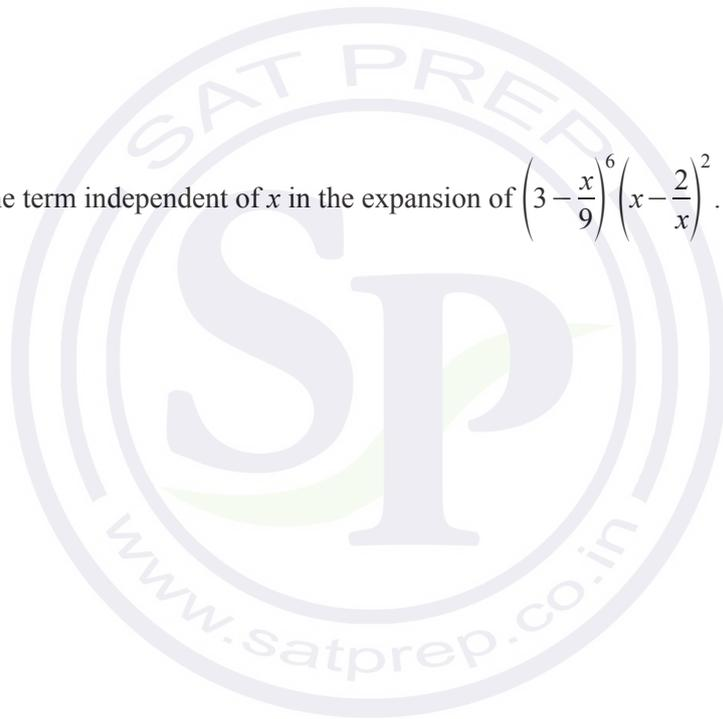 SAT PREP
e term independent of x in the expansion of (3 − x/9)^6 (x − 2/x)^2 .
SP
www.satprep.co.in